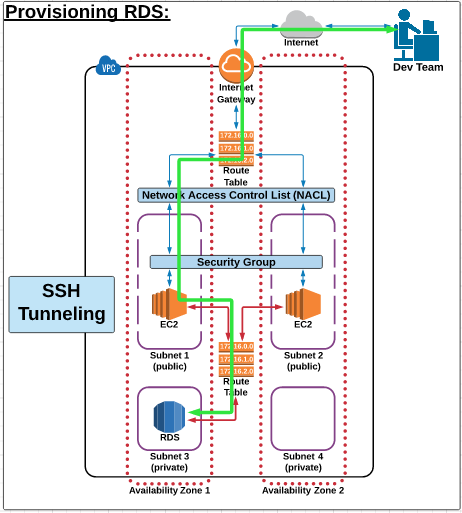 Provisioning RDS:
Internet
Dev Team
VPC
Internet
Gateway
172.16.0.0
172.16.1.0
172.16.2.0
Route
Table
Network Access Control List (NACL)
Security Group
SSH
Tunneling
EC2
EC2
Subnet 1
(public)
Subnet 2
(public)
172.16.0.0
172.16.1.0
172.16.2.0
Route
Table
RDS
Subnet 3
(private)
Subnet 4
(private)
Availability Zone 1
Availability Zone 2